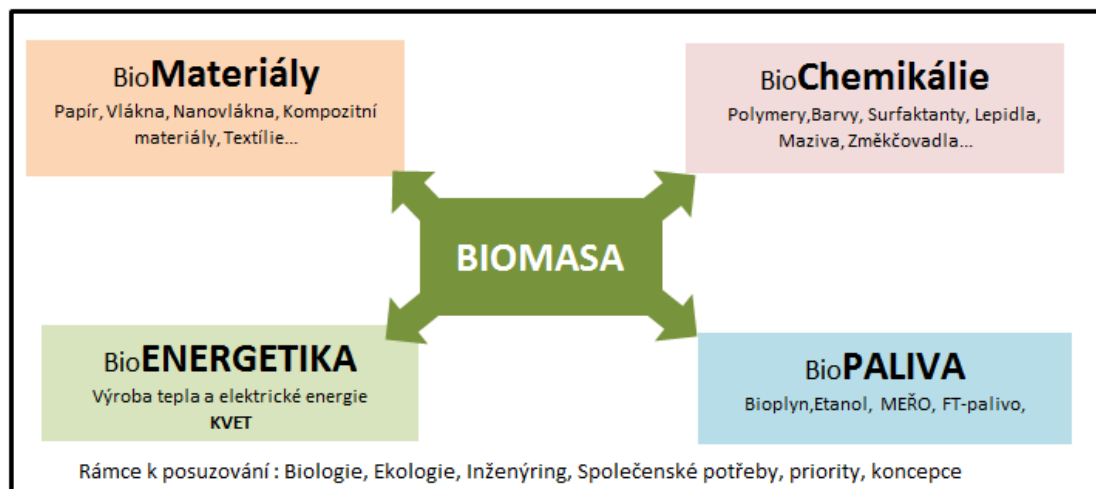 BioMateriály
Papír, Vlákna, Nanovlákna, Kompozitní
materiály, Textílie...
BioChemikálie
Polymery,Barvy, Surfaktanty, Lepidla,
Maziva, Změkčovadla...
BIOMASA
BioENERGETIKA
Výroba tepla a elektrické energie
KVET
BioPALIVA
Bioplyn,Etanol, MEŘO, FT-palivo,
Rámce k posuzování : Biologie, Ekologie, Inženýring, Společenské potřeby, priority, koncepce